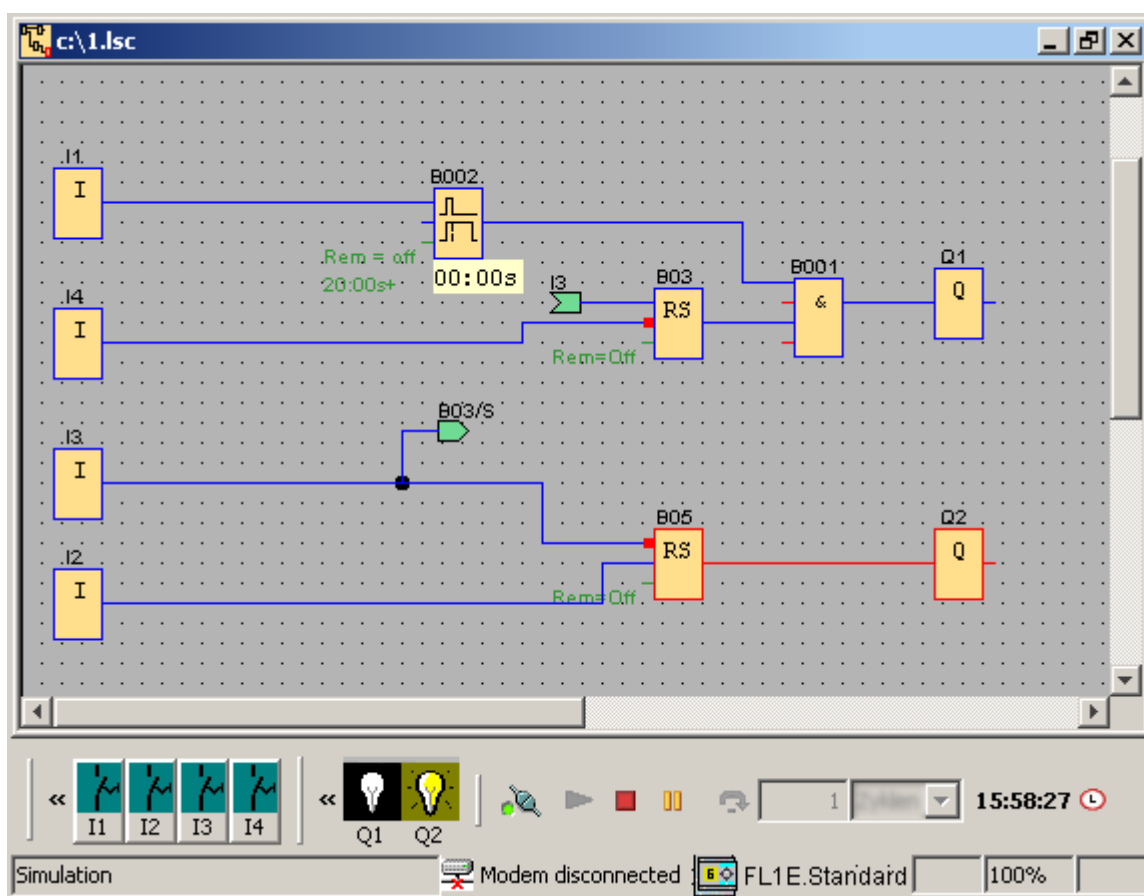 c:\1.lsc
I1
I
B002
Rem = off
20:00s+
00:00s
I4
I
I3
B03
RS
Rem=Off
B001
&
Q1
Q
B03/S
I3
I
B05
RS
Rem=Off
Q2
Q
I2
I
«
I1 I2 I3 I4
«
Q1 Q2
1
15:58:27
Simulation
Modem disconnected
6
FL1E.Standard
100%